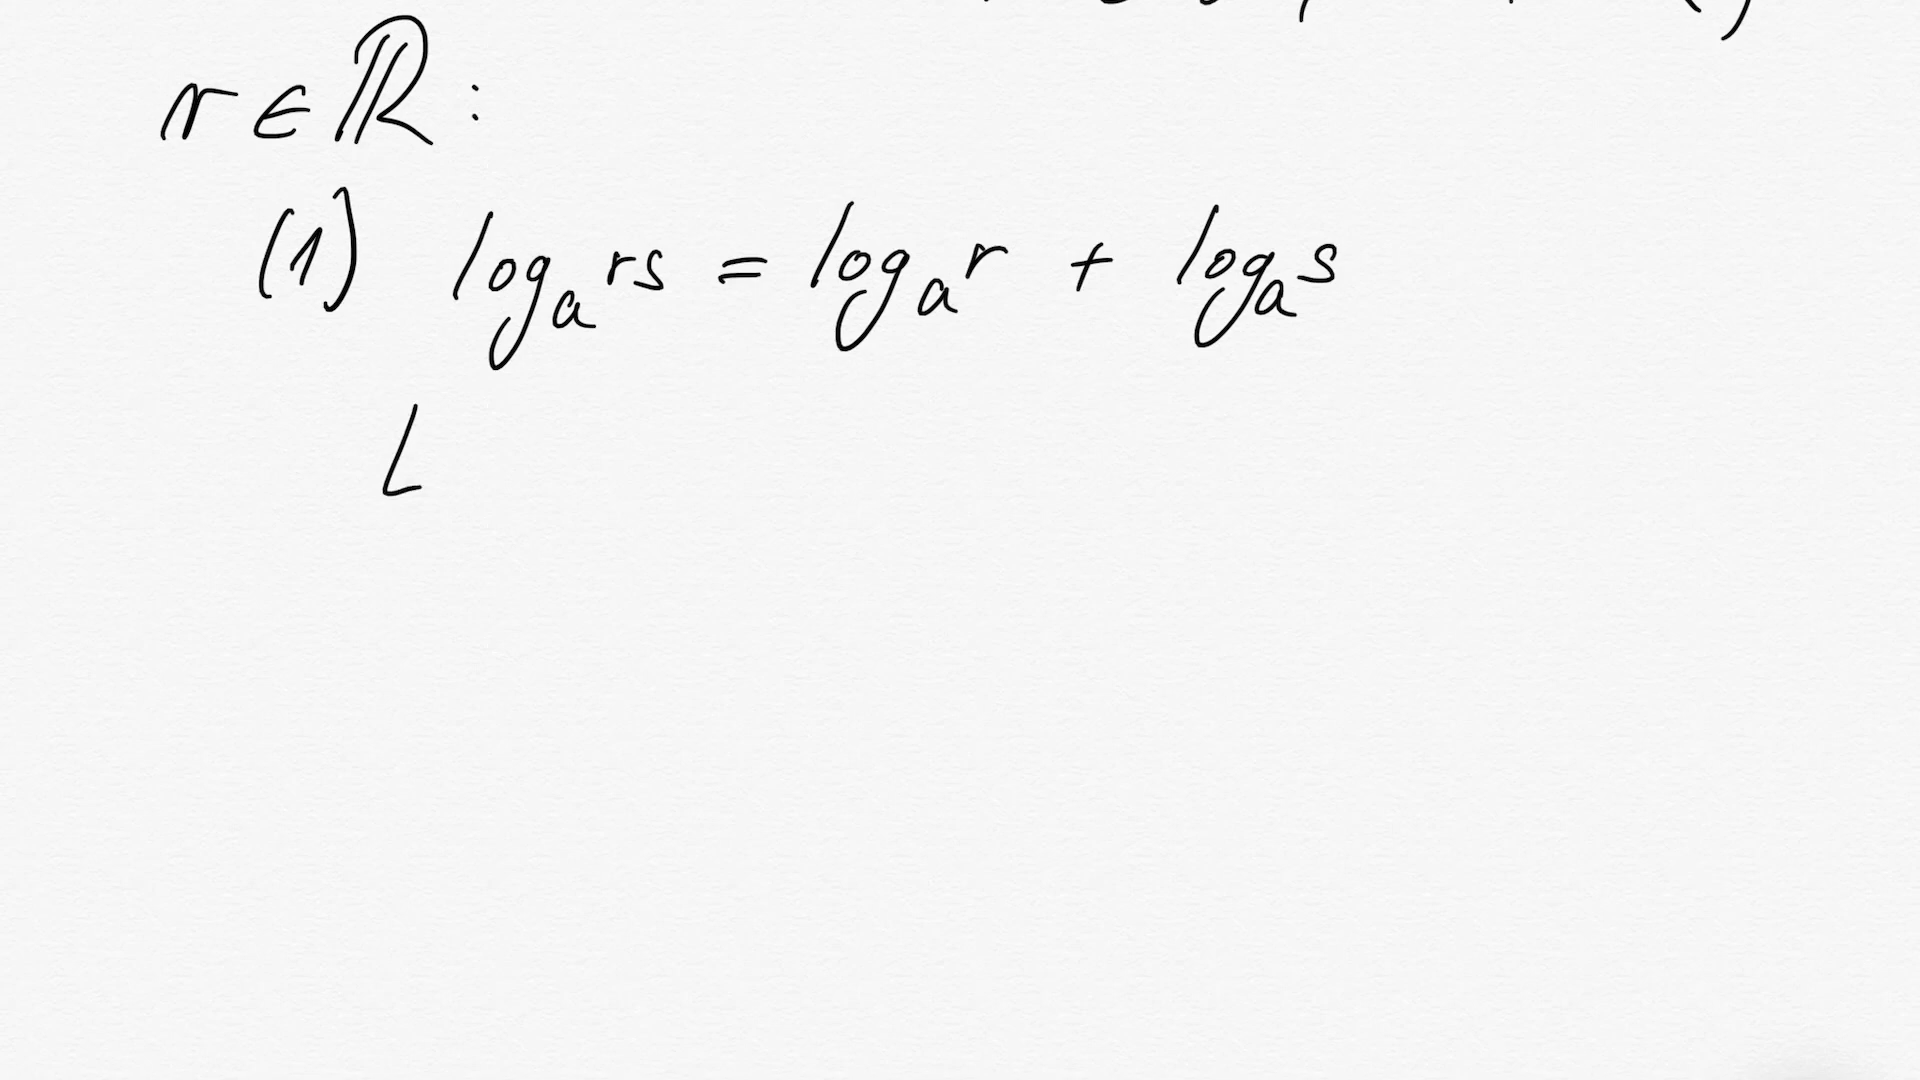 n ∈ ℝ :
(1) logₐ rs = logₐ r + logₐ s
L